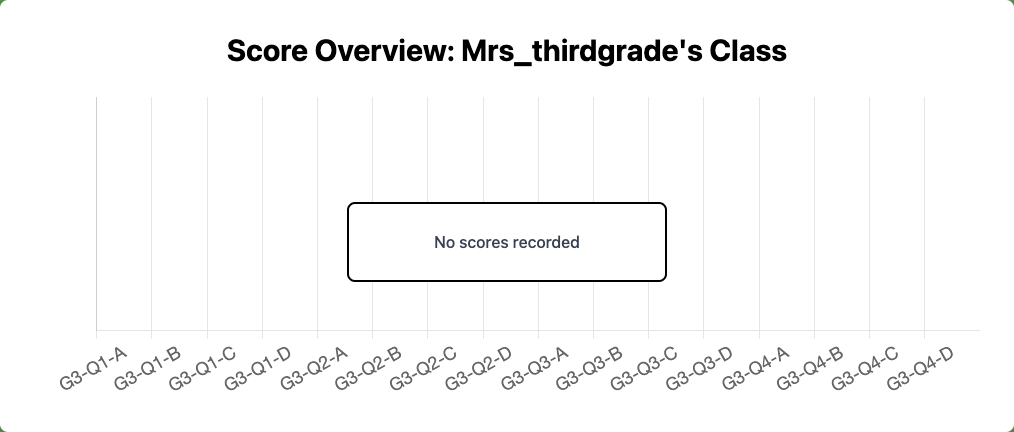 Score Overview: Mrs_thirdgrade's Class
No scores recorded
G3-Q1-A
G3-Q1-B
G3-Q1-C
G3-Q1-D
G3-Q2-A
G3-Q2-B
G3-Q2-C
G3-Q2-D
G3-Q3-A
G3-Q3-B
G3-Q3-C
G3-Q3-D
G3-Q4-A
G3-Q4-B
G3-Q4-C
G3-Q4-D